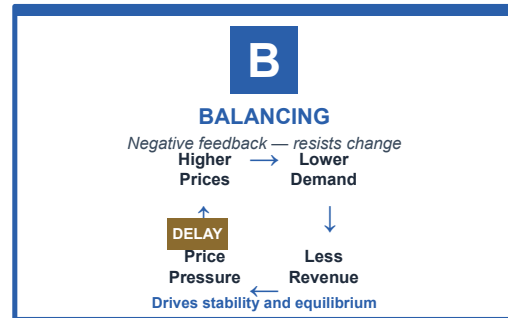 B
BALANCING
Negative feedback — resists change
Higher → Lower
Prices Demand
↑ ↓
DELAY
Price Less
Pressure Revenue
←
Drives stability and equilibrium